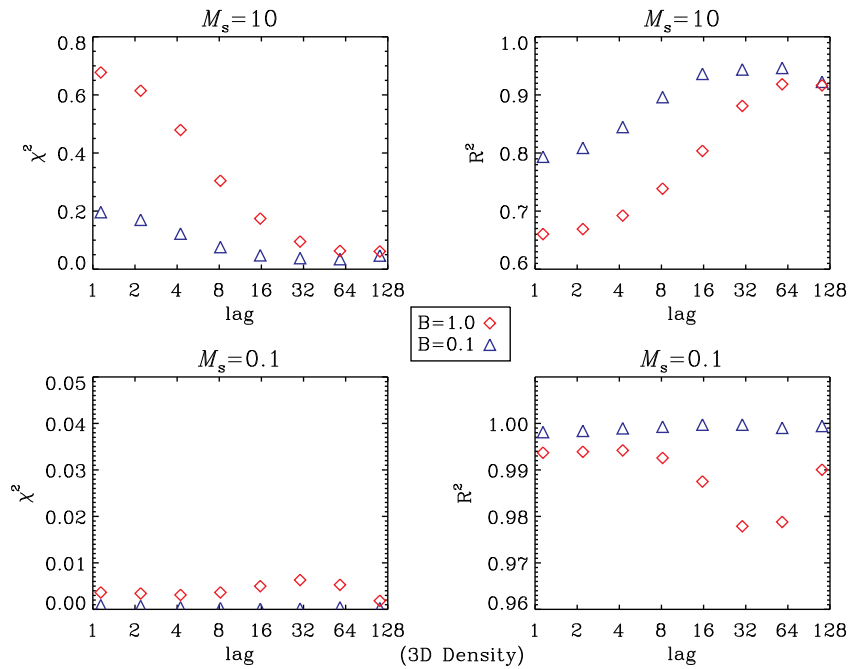 M_s=10
0.8
0.6
0.4
0.2
0.0
χ²
1 2 4 8 16 32 64 128
lag
M_s=10
1.0
0.9
0.8
0.7
0.6
R²
1 2 4 8 16 32 64 128
lag
B=1.0
B=0.1
M_s=0.1
0.05
0.04
0.03
0.02
0.01
0.00
χ²
1 2 4 8 16 32 64 128
lag
M_s=0.1
1.00
0.99
0.98
0.97
0.96
R²
1 2 4 8 16 32 64 128
lag
(3D Density)